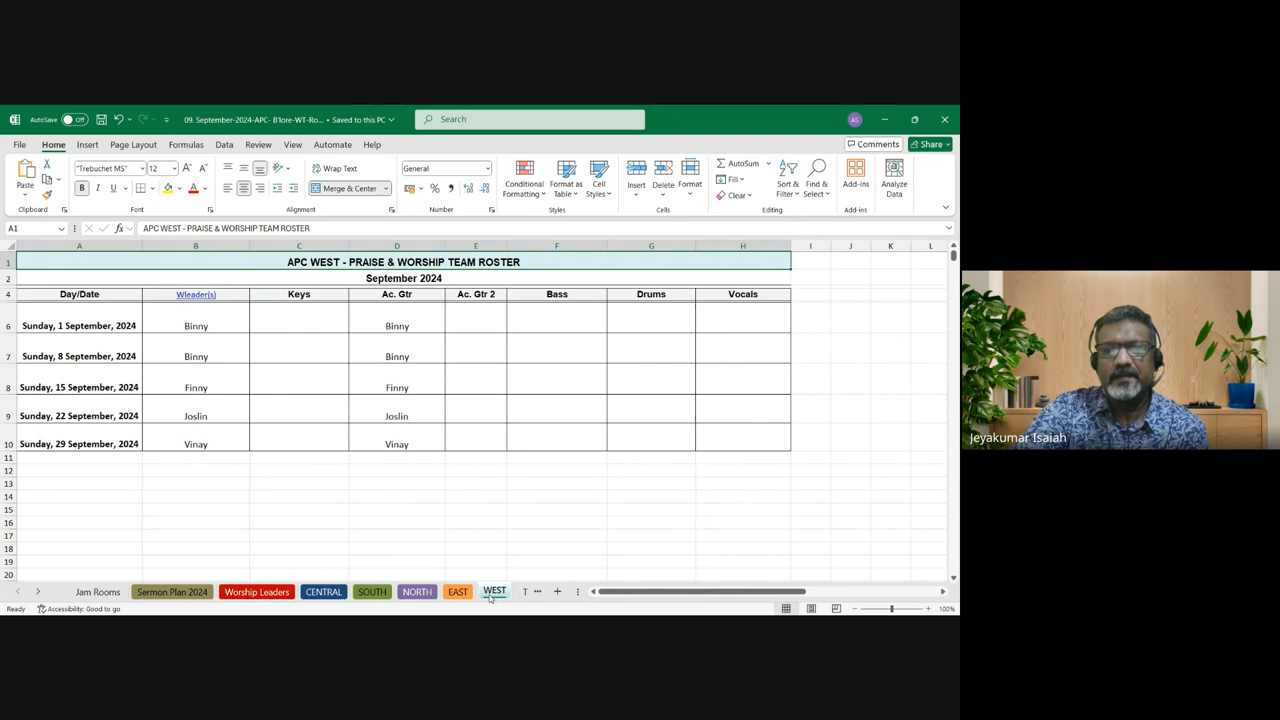 AutoSave Off 09. September-2024-APC- B'lore-WT-Ro... • Saved to this PC Search AS
File Home Insert Page Layout Formulas Data Review View Automate Help Comments Share
Paste "Trebuchet MS" 12 A A Wrap Text General Conditional Formatting Format as Table Cell Styles Insert Delete Format AutoSum Fill Clear Sort & Filter Find & Select Add-ins Analyze Data
B I U A Merge & Center $ % 9
Clipboard Font Alignment Number Styles Cells Editing Add-ins
A1 fx APC WEST - PRAISE & WORSHIP TEAM ROSTER
A B C D E F G H I J K L
1 APC WEST - PRAISE & WORSHIP TEAM ROSTER
2 September 2024
4 Day/Date Wleader(s) Keys Ac. Gtr Ac. Gtr 2 Bass Drums Vocals
6 Sunday, 1 September, 2024 Binny Binny
7 Sunday, 8 September, 2024 Binny Binny
8 Sunday, 15 September, 2024 Finny Finny
9 Sunday, 22 September, 2024 Joslin Joslin
10 Sunday, 29 September, 2024 Vinay Vinay
11
12
13
14
15
16
17
18
19
20
Jam Rooms Sermon Plan 2024 Worship Leaders CENTRAL SOUTH NORTH EAST WEST T ...
Ready Accessibility: Good to go 100%
Jeyakumar Isaiah